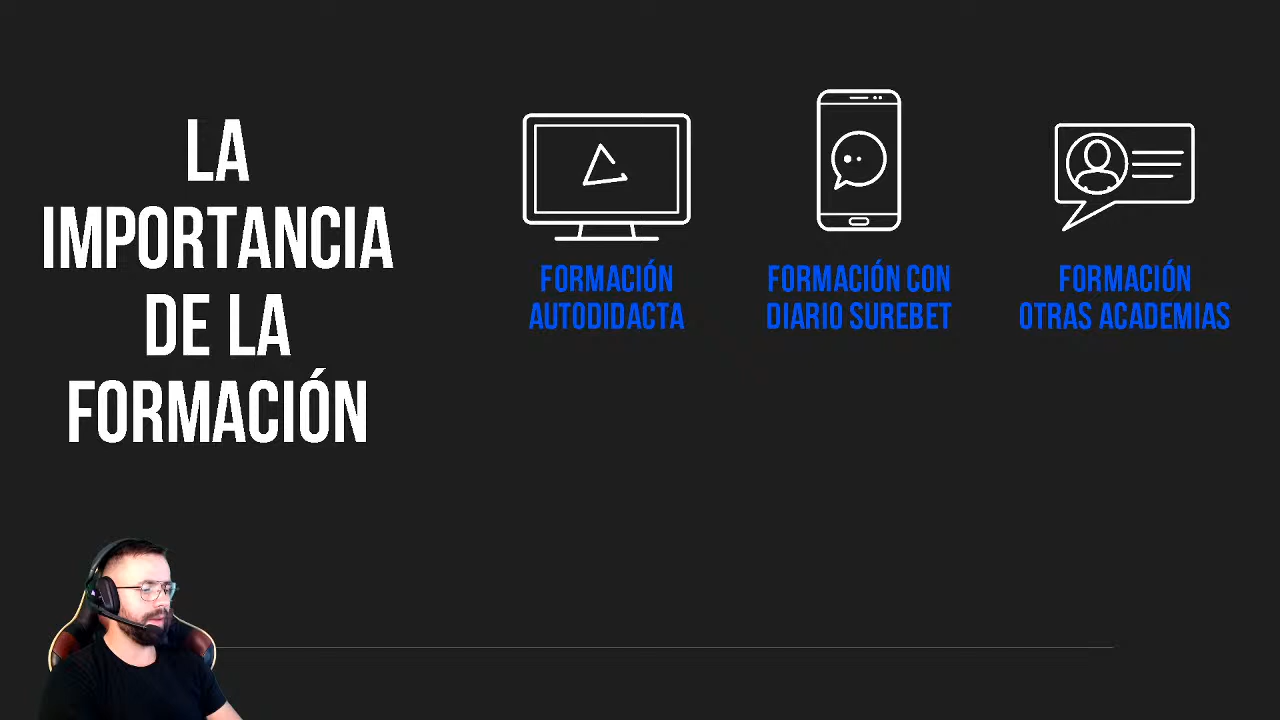 LA
IMPORTANCIA
DE LA
FORMACIÓN
FORMACIÓN
AUTODIDACTA
FORMACIÓN CON
DIARIO SUREBET
FORMACIÓN
OTRAS ACADEMIAS